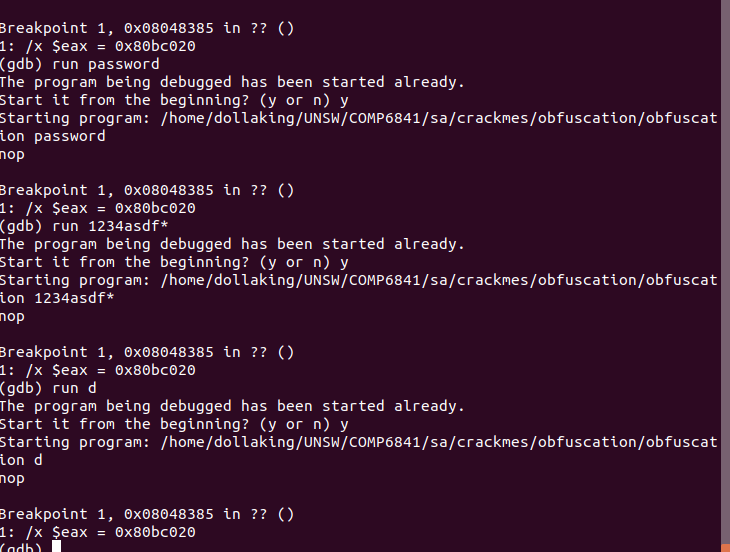 Breakpoint 1, 0x08048385 in ?? ()
1: /x $eax = 0x80bc020
(gdb) run password
The program being debugged has been started already.
Start it from the beginning? (y or n) y
Starting program: /home/dollaking/UNSW/COMP6841/sa/crackmes/obfuscation/obfuscat
ion password
nop
Breakpoint 1, 0x08048385 in ?? ()
1: /x $eax = 0x80bc020
(gdb) run 1234asdf*
The program being debugged has been started already.
Start it from the beginning? (y or n) y
Starting program: /home/dollaking/UNSW/COMP6841/sa/crackmes/obfuscation/obfuscat
ion 1234asdf*
nop
Breakpoint 1, 0x08048385 in ?? ()
1: /x $eax = 0x80bc020
(gdb) run d
The program being debugged has been started already.
Start it from the beginning? (y or n) y
Starting program: /home/dollaking/UNSW/COMP6841/sa/crackmes/obfuscation/obfuscat
ion d
nop
Breakpoint 1, 0x08048385 in ?? ()
1: /x $eax = 0x80bc020
(gdb)